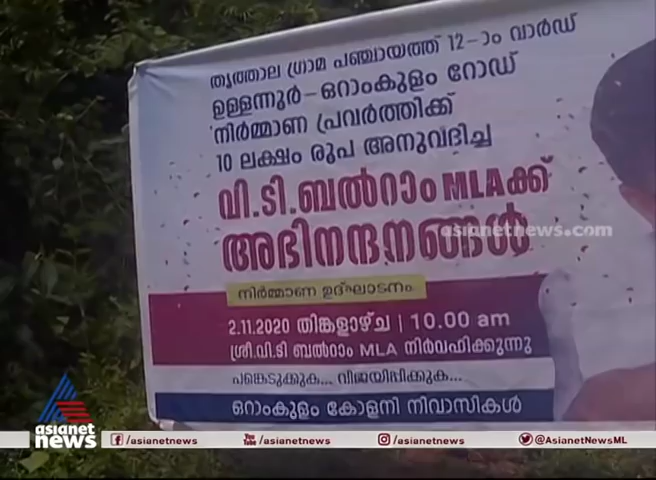 തൃത്താല ഗ്രാമ പഞ്ചായത്ത് 12-ാം വാർഡ്
ഉള്ളന്നൂർ-ഒറാംകുളം റോഡ്
നിർമ്മാണ പ്രവർത്തിക്ക്
10 ലക്ഷം രൂപ അനുവദിച്ച
വി.ടി.ബൽറാം MLAക്ക്
അഭിനന്ദനങ്ങൾ
asianetnews.com
നിർമ്മാണ ഉദ്ഘാടനം
2.11.2020 തിങ്കളാഴ്ച | 10.00 am
ശ്രീ.വി.ടി ബൽറാം MLA നിർവഹിക്കുന്നു
പങ്കെടുക്കുക... വിജയിപ്പിക്കുക...
ഒറാംകുളം കോളനി നിവാസികൾ
asianet news
/asianetnews
/asianetnews
/asianetnews
/AsianetNewsML